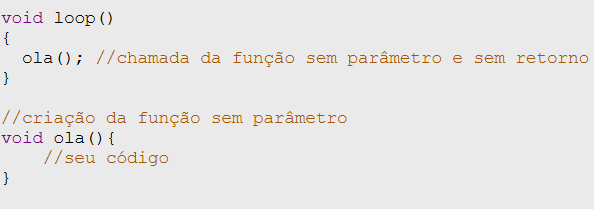 void loop()
{
  ola(); //chamada da função sem parâmetro e sem retorno
}

//criação da função sem parâmetro
void ola(){
    //seu código
}